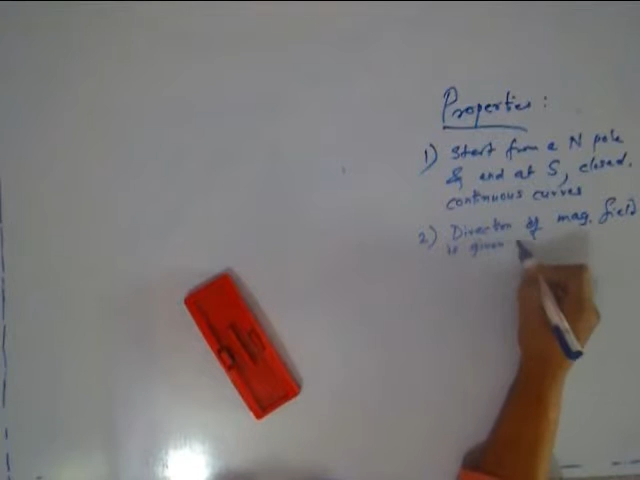 Properties :
1) Start from a N pole
& end at S, closed.
continuous curves
2) Direction of mag. field
is given